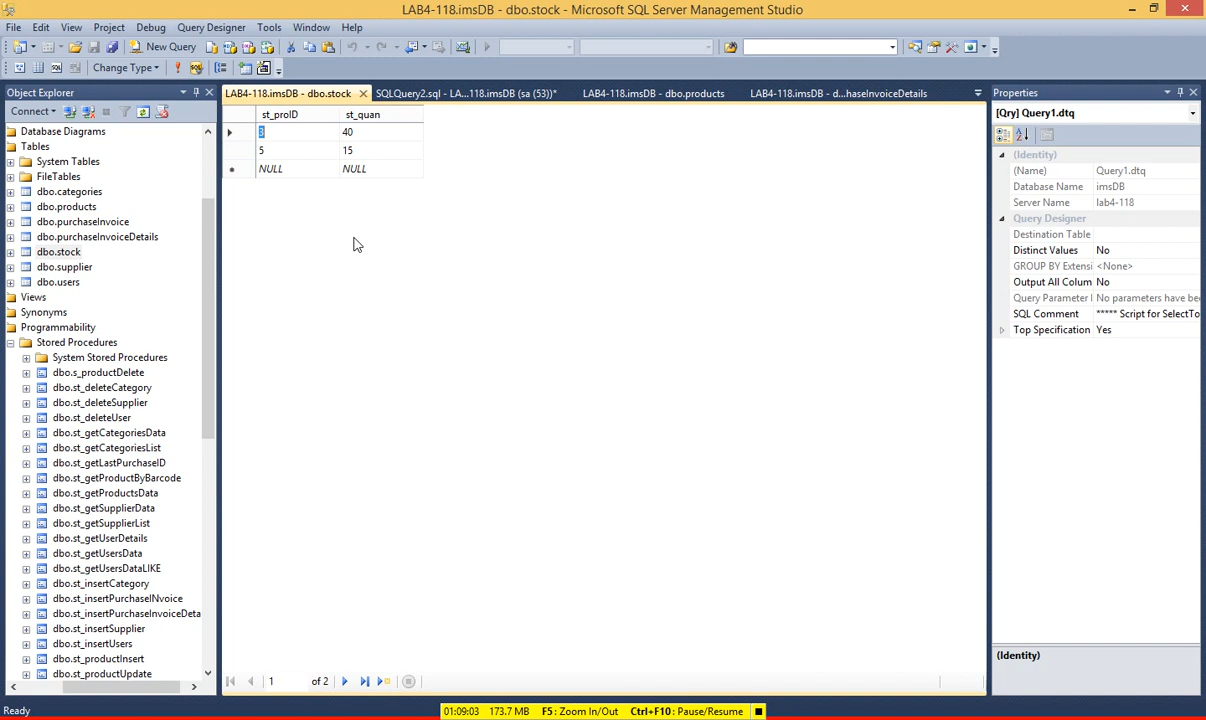 LAB4-118.imsDB - dbo.stock - Microsoft SQL Server Management Studio
File Edit View Project Debug Query Designer Tools Window Help
New Query
Change Type
Object Explorer
LAB4-118.imsDB - dbo.stock
SQLQuery2.sql - LA...118.imsDB (sa (53))*
LAB4-118.imsDB - dbo.products
LAB4-118.imsDB - d...haseInvoiceDetails
Properties
Connect
[Qry] Query1.dtq
st_proID st_quan
3 40
5 15
NULL NULL
Database Diagrams
Tables
System Tables
FileTables
dbo.categories
dbo.products
dbo.purchaseInvoice
dbo.purchaseInvoiceDetails
dbo.stock
dbo.supplier
dbo.users
Views
Synonyms
Programmability
Stored Procedures
System Stored Procedures
dbo.s_productDelete
dbo.st_deleteCategory
dbo.st_deleteSupplier
dbo.st_deleteUser
dbo.st_getCategoriesData
dbo.st_getCategoriesList
dbo.st_getLastPurchaseID
dbo.st_getProductByBarcode
dbo.st_getProductsData
dbo.st_getSupplierData
dbo.st_getSupplierList
dbo.st_getUserDetails
dbo.st_getUsersData
dbo.st_getUsersDataLIKE
dbo.st_insertCategory
dbo.st_insertPurchaseINvoice
dbo.st_insertPurchaseInvoiceDeta
dbo.st_insertSupplier
dbo.st_insertUsers
dbo.st_productInsert
dbo.st_productUpdate
(Identity)
(Name) Query1.dtq
Database Name imsDB
Server Name lab4-118
Query Designer
Destination Table
Distinct Values No
GROUP BY Extensi <None>
Output All Colum No
Query Parameter No parameters have bee
SQL Comment ***** Script for SelectTo
Top Specification Yes
(Identity)
1 of 2
Ready
01:09:03 173.7 MB F5: Zoom In/Out Ctrl+F10: Pause/Resume